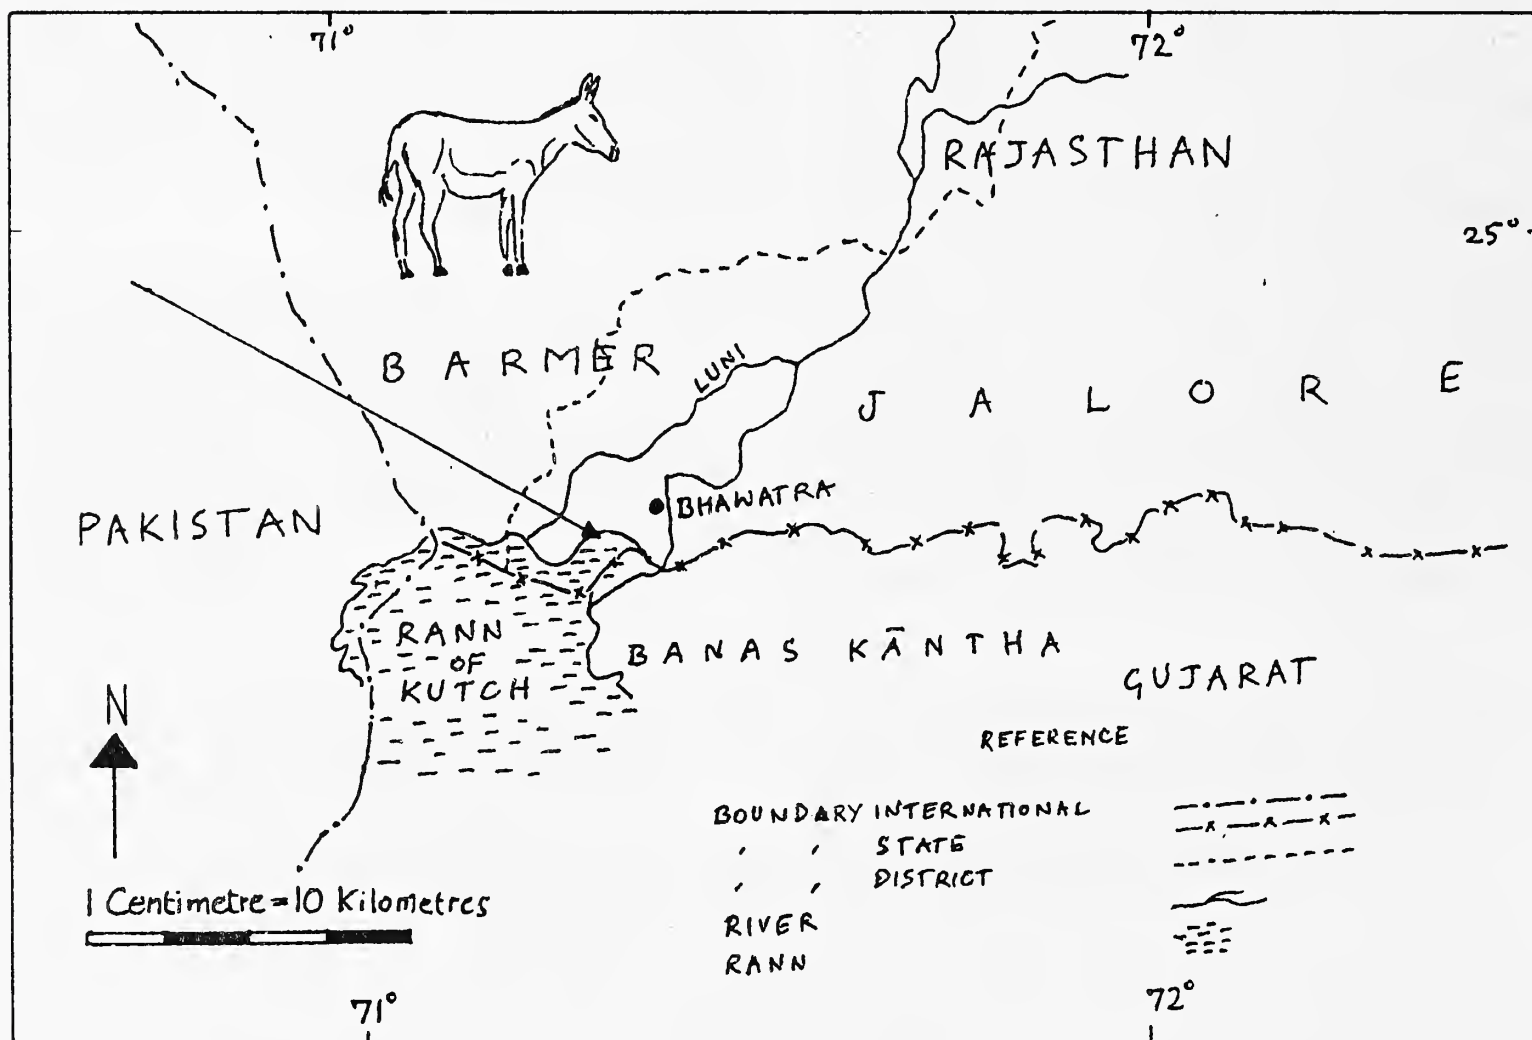 71° 72°
RAJASTHAN
25°
BARMER
LUNI
JALORE
BHAWATRA
PAKISTAN
RANN
OF
KUTCH
BANAS KĀNTHA
GUJARAT
N
REFERENCE
BOUNDARY INTERNATIONAL
′ ′ STATE
′ ′ DISTRICT
RIVER
RANN
1 Centimetre = 10 Kilometres
71° 72°